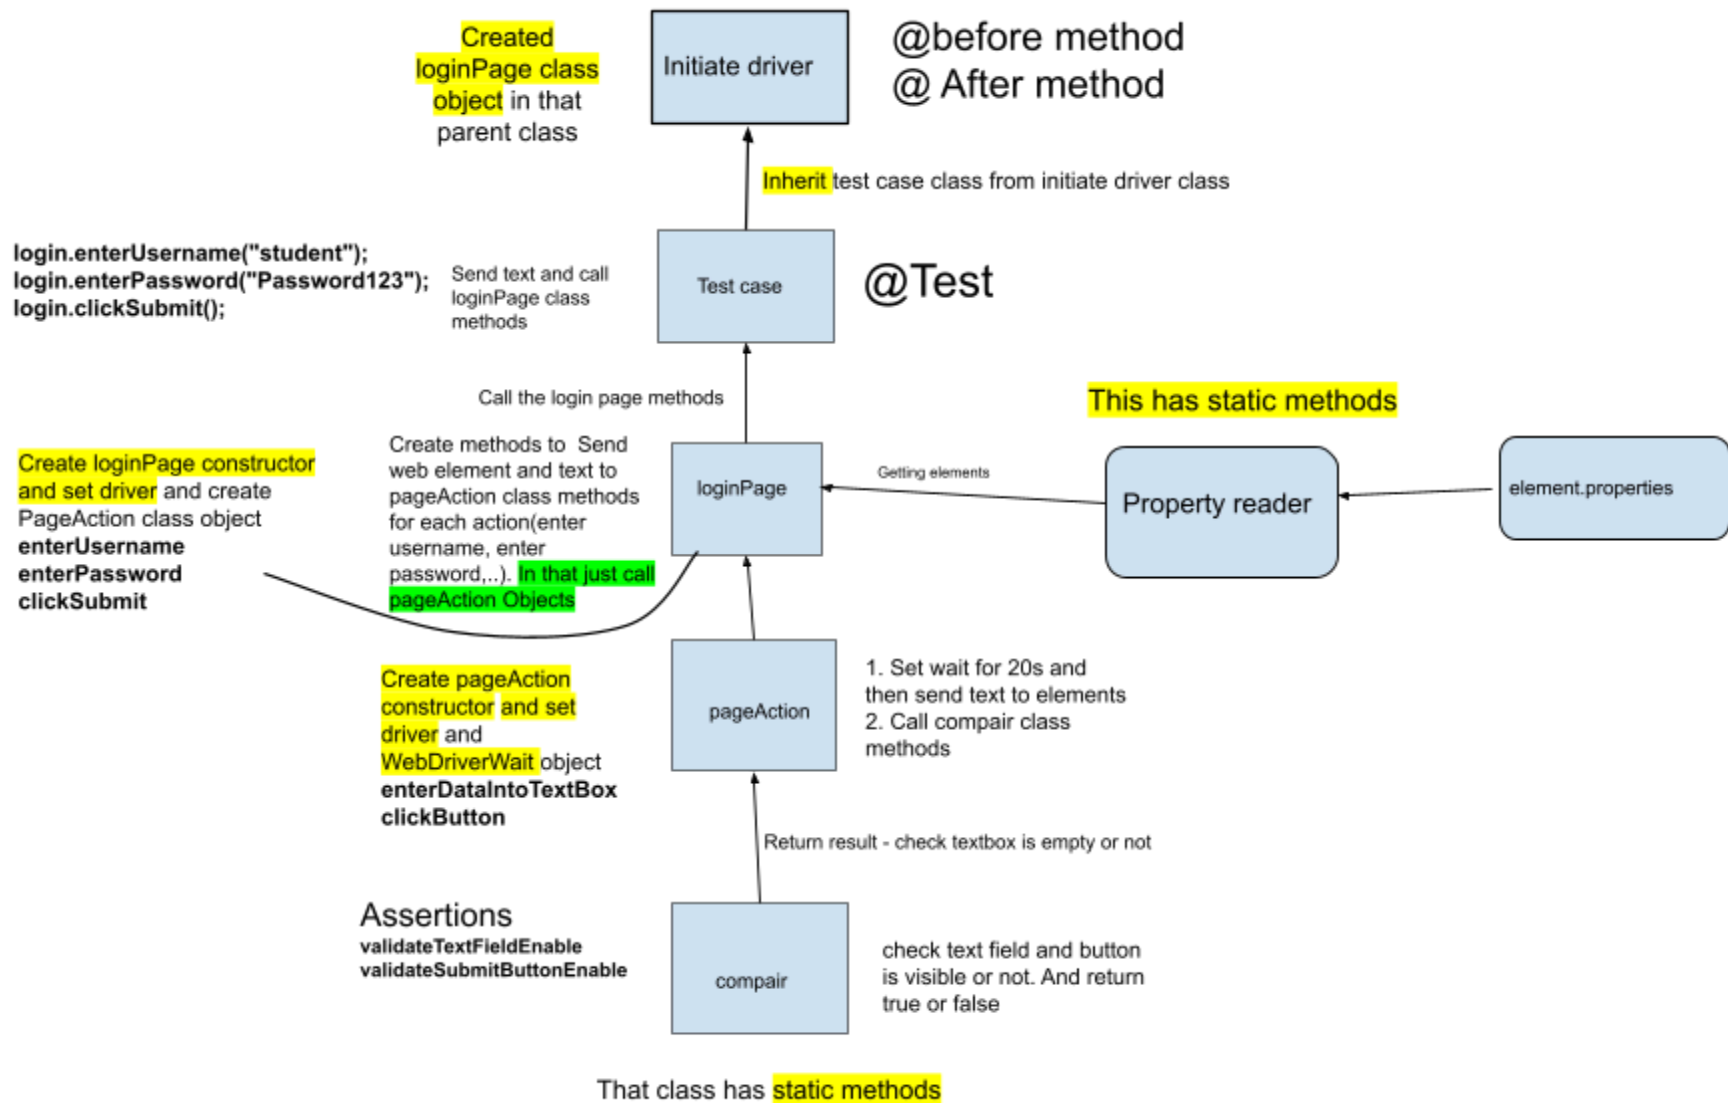 Created
loginPage class
object in that
parent class
Initiate driver
@before method
@ After method
Inherit test case class from initiate driver class
login.enterUsername("student");
login.enterPassword("Password123");
login.clickSubmit();
Send text and call
loginPage class
methods
Test case
@Test
Call the login page methods
This has static methods
Create loginPage constructor
and set driver and create
PageAction class object
enterUsername
enterPassword
clickSubmit
Create methods to  Send
web element and text to
pageAction class methods
for each action(enter
username, enter
password,..). In that just call
pageAction Objects
loginPage
Getting elements
Property reader
element.properties
Create pageAction
constructor and set
driver and
WebDriverWait object
enterDataIntoTextBox
clickButton
pageAction
1. Set wait for 20s and
then send text to elements
2. Call compair class
methods
Return result - check textbox is empty or not
Assertions
validateTextFieldEnable
validateSubmitButtonEnable
compair
check text field and button
is visible or not. And return
true or false
That class has static methods